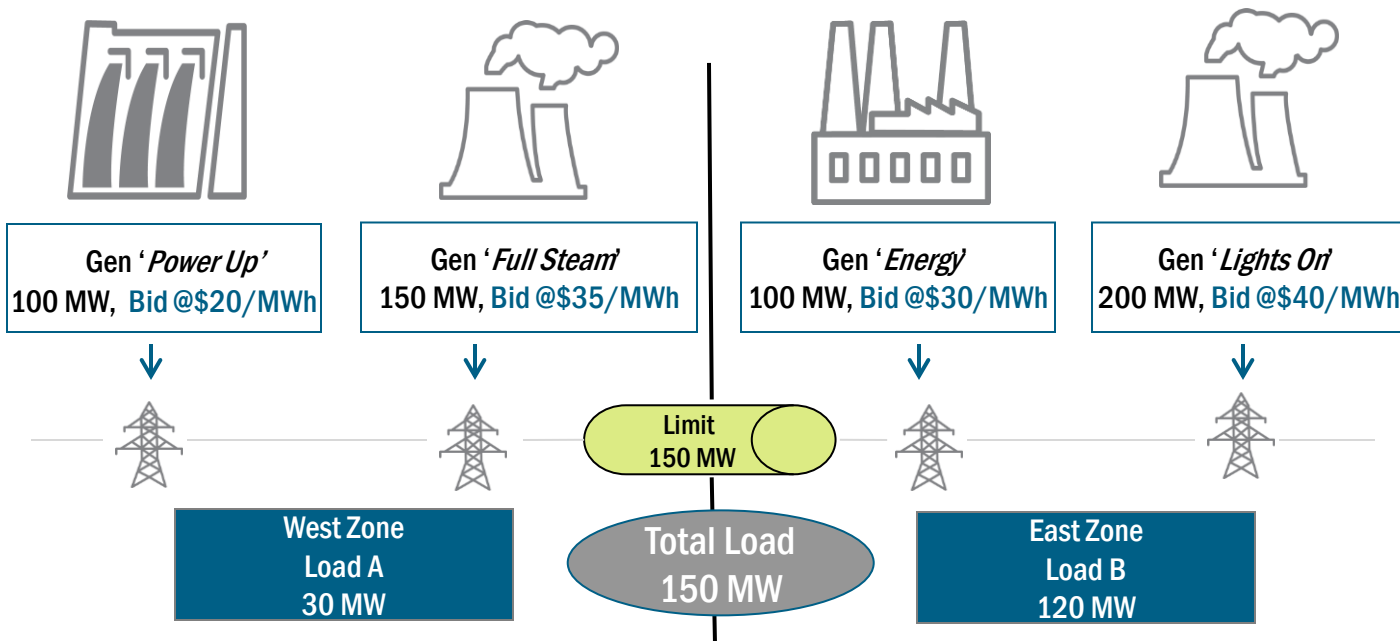 Gen ‘Power Up’
100 MW, Bid @$20/MWh
Gen ‘Full Steam’
150 MW, Bid @$35/MWh
Gen ‘Energy’
100 MW, Bid @$30/MWh
Gen ‘Lights On’
200 MW, Bid @$40/MWh
Limit
150 MW
West Zone
Load A
30 MW
Total Load
150 MW
East Zone
Load B
120 MW